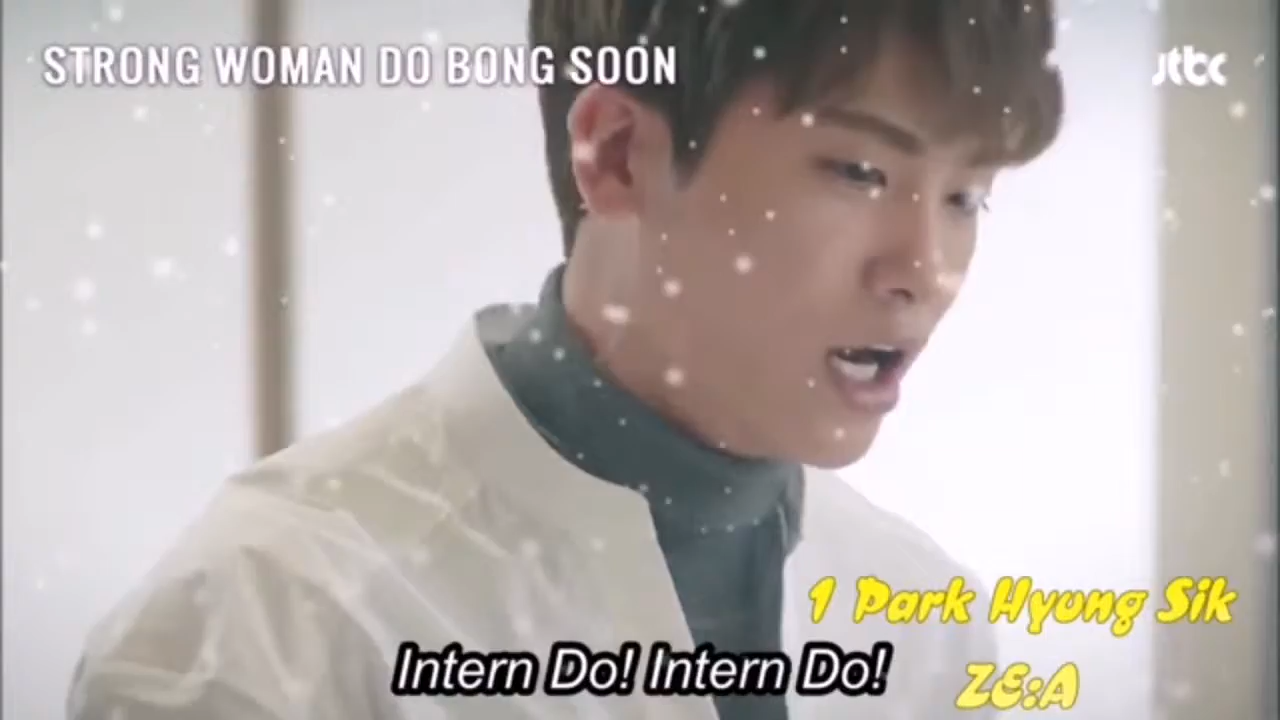 STRONG WOMAN DO BONG SOON
jtbc
1 Park Hyung Sik
Intern Do! Intern Do!
ZE:A